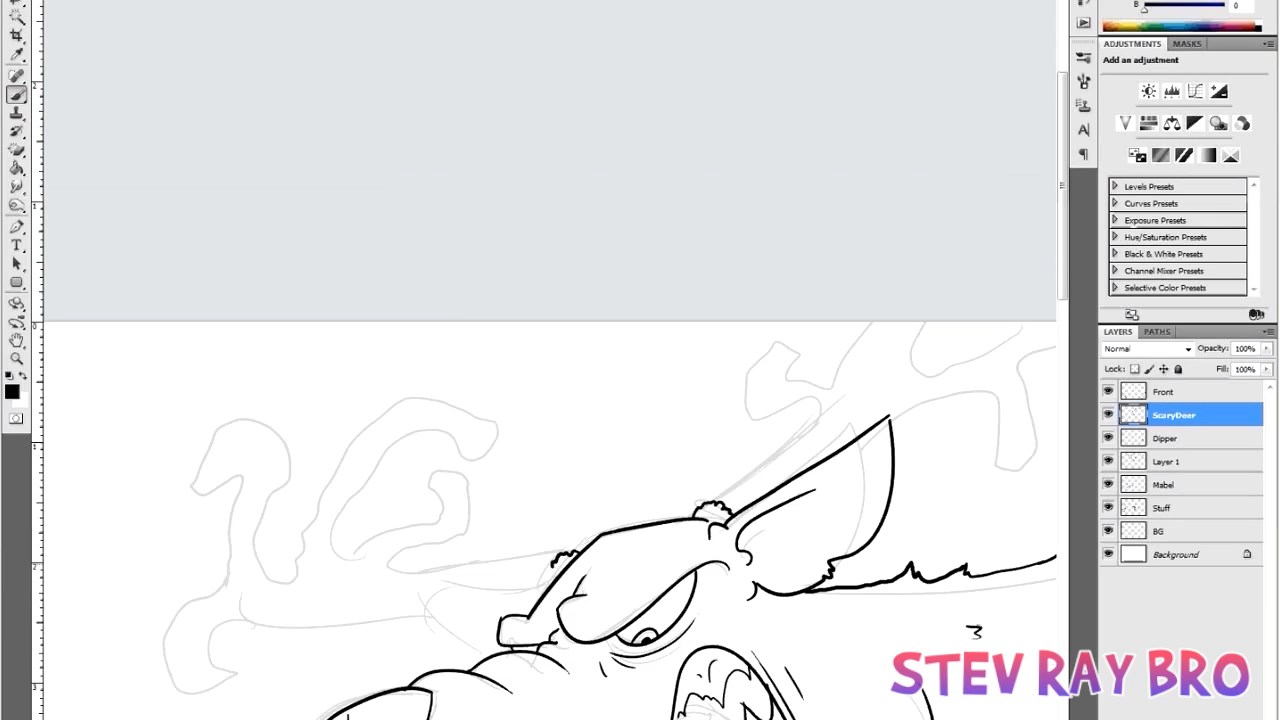 B 0
ADJUSTMENTS MASKS
Add an adjustment
Levels Presets
Curves Presets
Exposure Presets
Hue/Saturation Presets
Black & White Presets
Channel Mixer Presets
Selective Color Presets
LAYERS PATHS
Normal Opacity: 100%
Lock: Fill: 100%
Front
ScaryDeer
Dipper
Layer 1
Mabel
Stuff
BG
Background
STEV RAY BRO